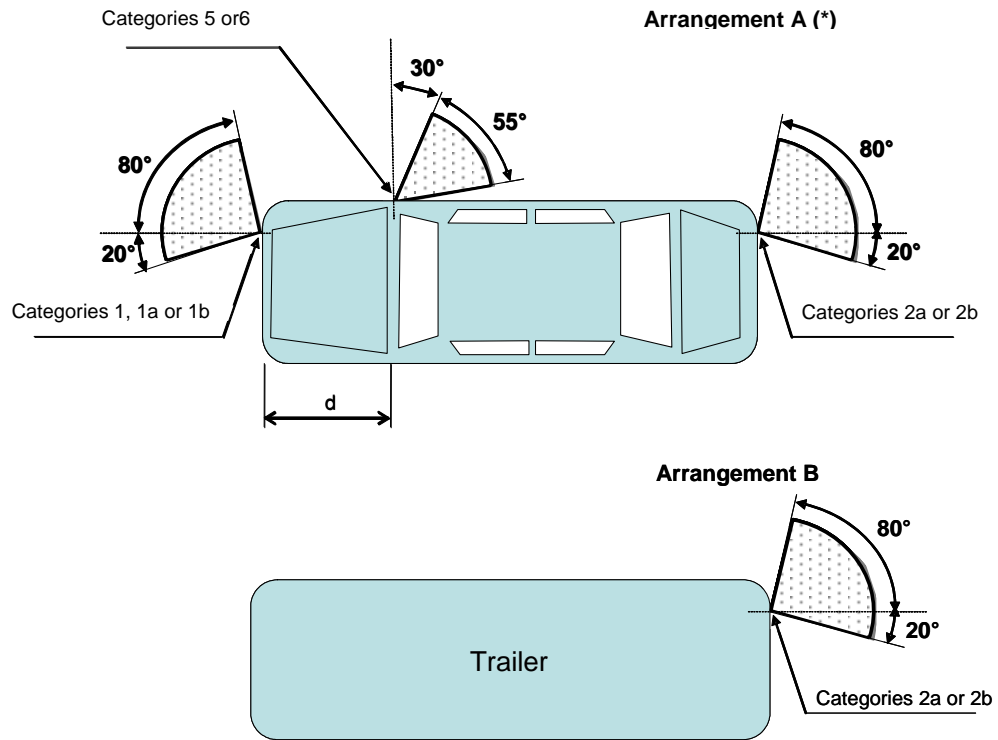 Categories 5 or6
Arrangement A (*)
30°
55°
80°
80°
20°
20°
Categories 1, 1a or 1b
Categories 2a or 2b
d
Arrangement B
80°
20°
Trailer
Categories 2a or 2b